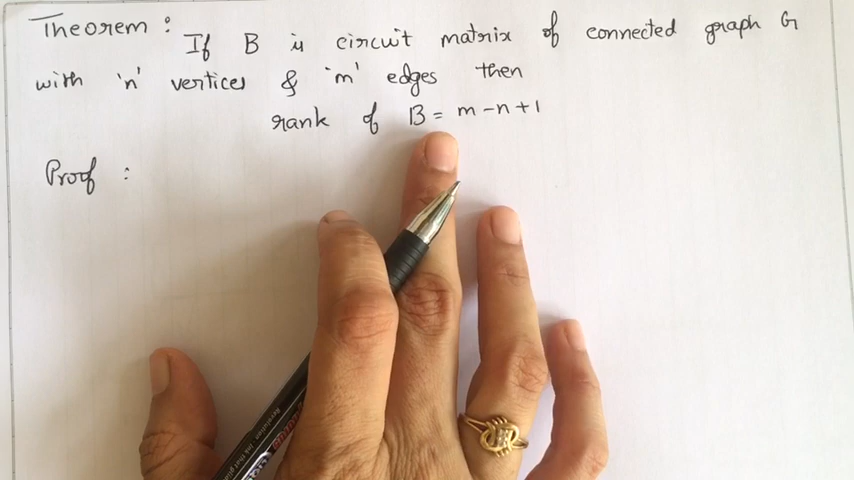 Theorem :
If B is circuit matrix of connected graph G
with 'n' vertices & 'm' edges then
rank of B = m - n + 1
Proof :